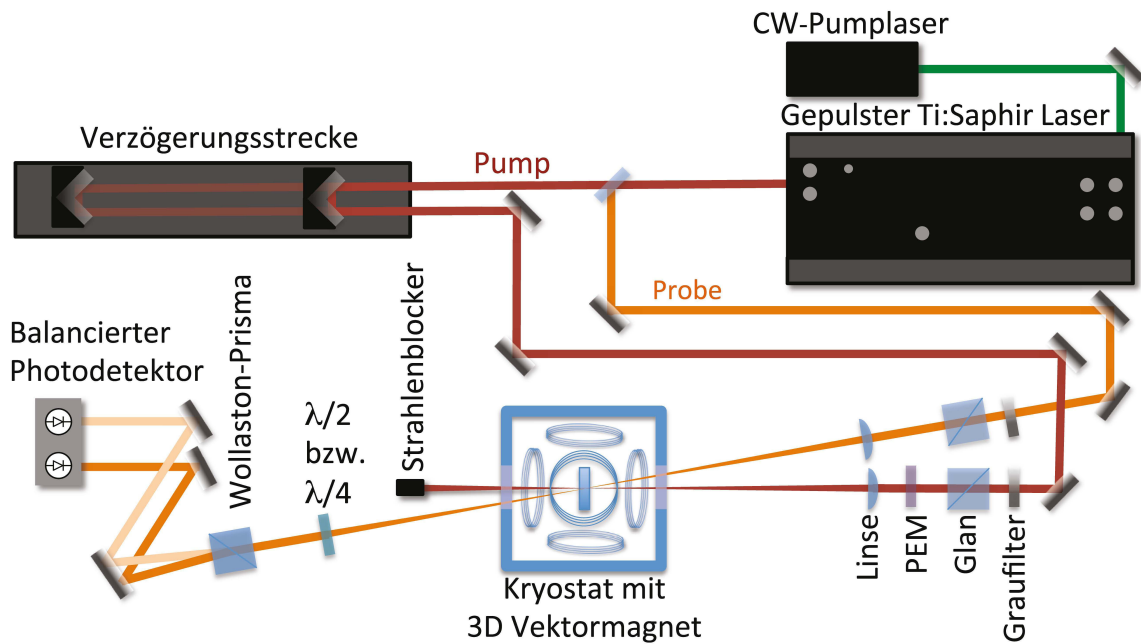 CW-Pumplaser
Gepulster Ti:Saphir Laser
Verzögerungsstrecke
Pump
Probe
Balancierter
Photodetektor
Wollaston-Prisma
λ/2
bzw.
λ/4
Strahlenblocker
Kryostat mit
3D Vektormagnet
Linse
PEM
Glan
Graufilter